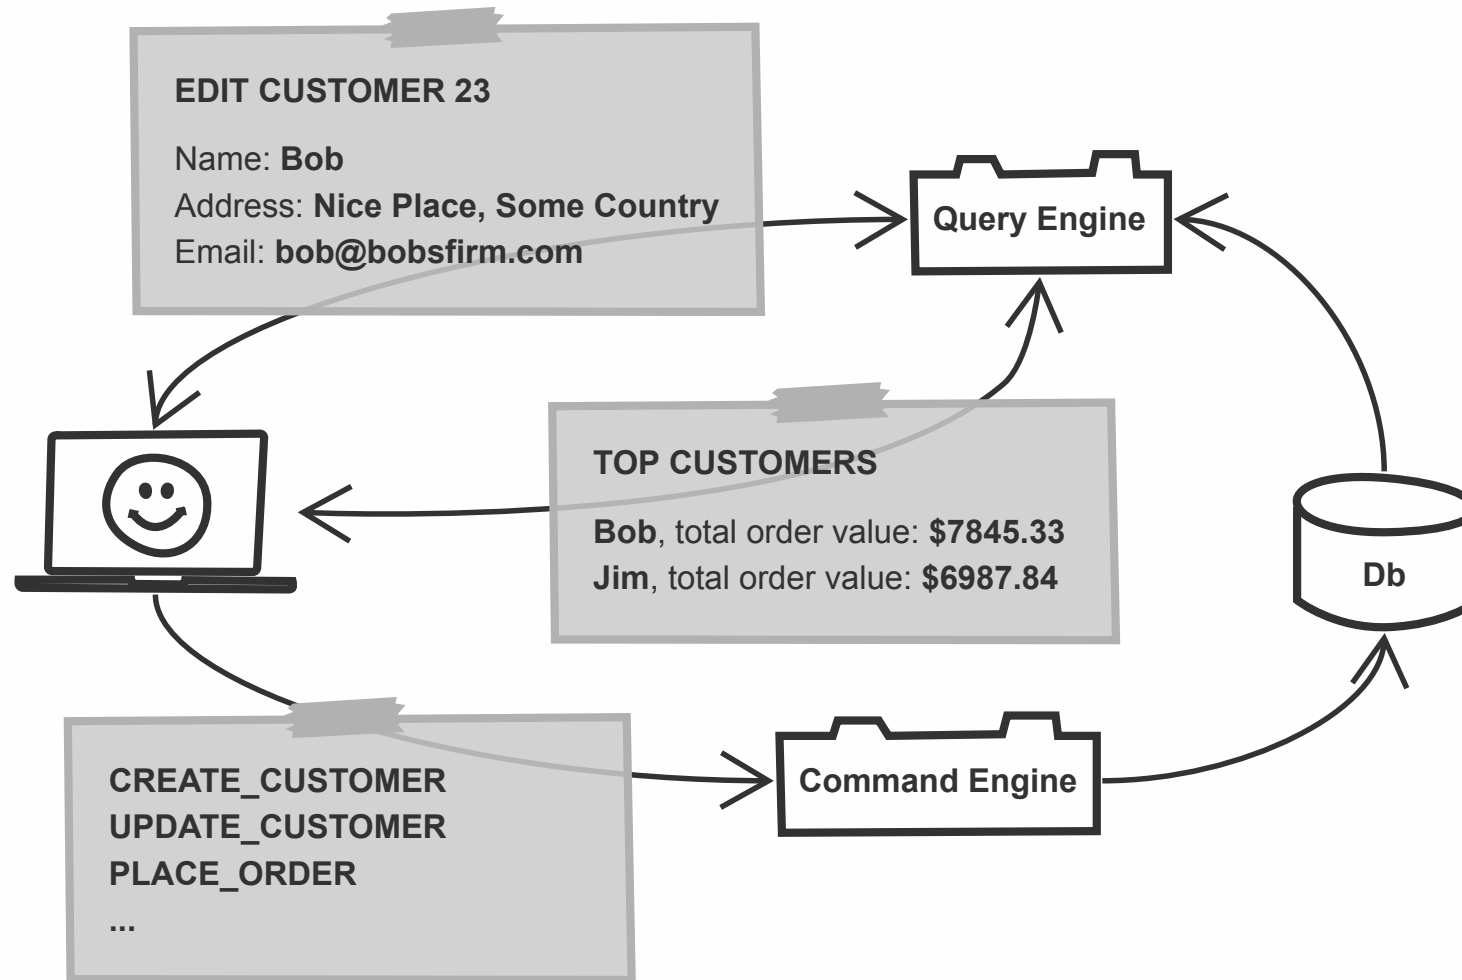 EDIT CUSTOMER 23
Name: Bob
Address: Nice Place, Some Country
Email: bob@bobsfirm.com
Query Engine
TOP CUSTOMERS
Bob, total order value: $7845.33
Jim, total order value: $6987.84
Db
CREATE_CUSTOMER
UPDATE_CUSTOMER
PLACE_ORDER
...
Command Engine